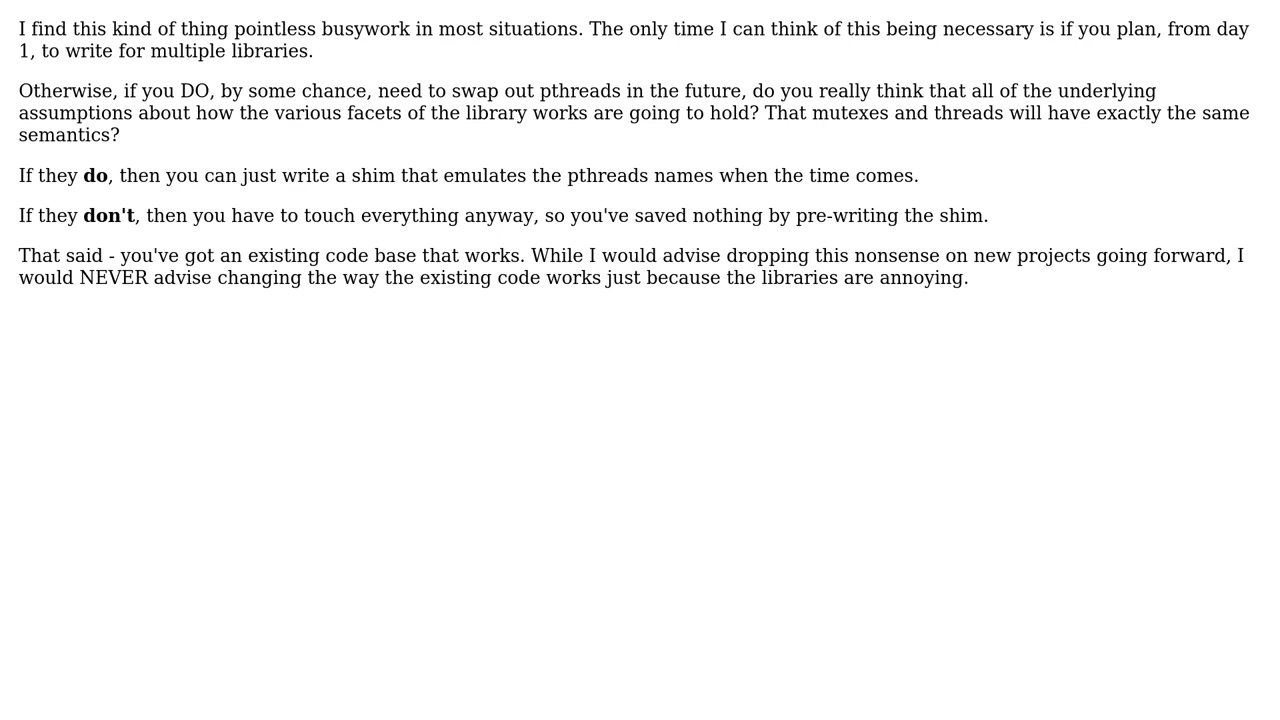 I find this kind of thing pointless busywork in most situations. The only time I can think of this being necessary is if you plan, from day
1, to write for multiple libraries.
Otherwise, if you DO, by some chance, need to swap out pthreads in the future, do you really think that all of the underlying
assumptions about how the various facets of the library works are going to hold? That mutexes and threads will have exactly the same
semantics?
If they do, then you can just write a shim that emulates the pthreads names when the time comes.
If they don't, then you have to touch everything anyway, so you've saved nothing by pre-writing the shim.
That said - you've got an existing code base that works. While I would advise dropping this nonsense on new projects going forward, I
would NEVER advise changing the way the existing code works just because the libraries are annoying.